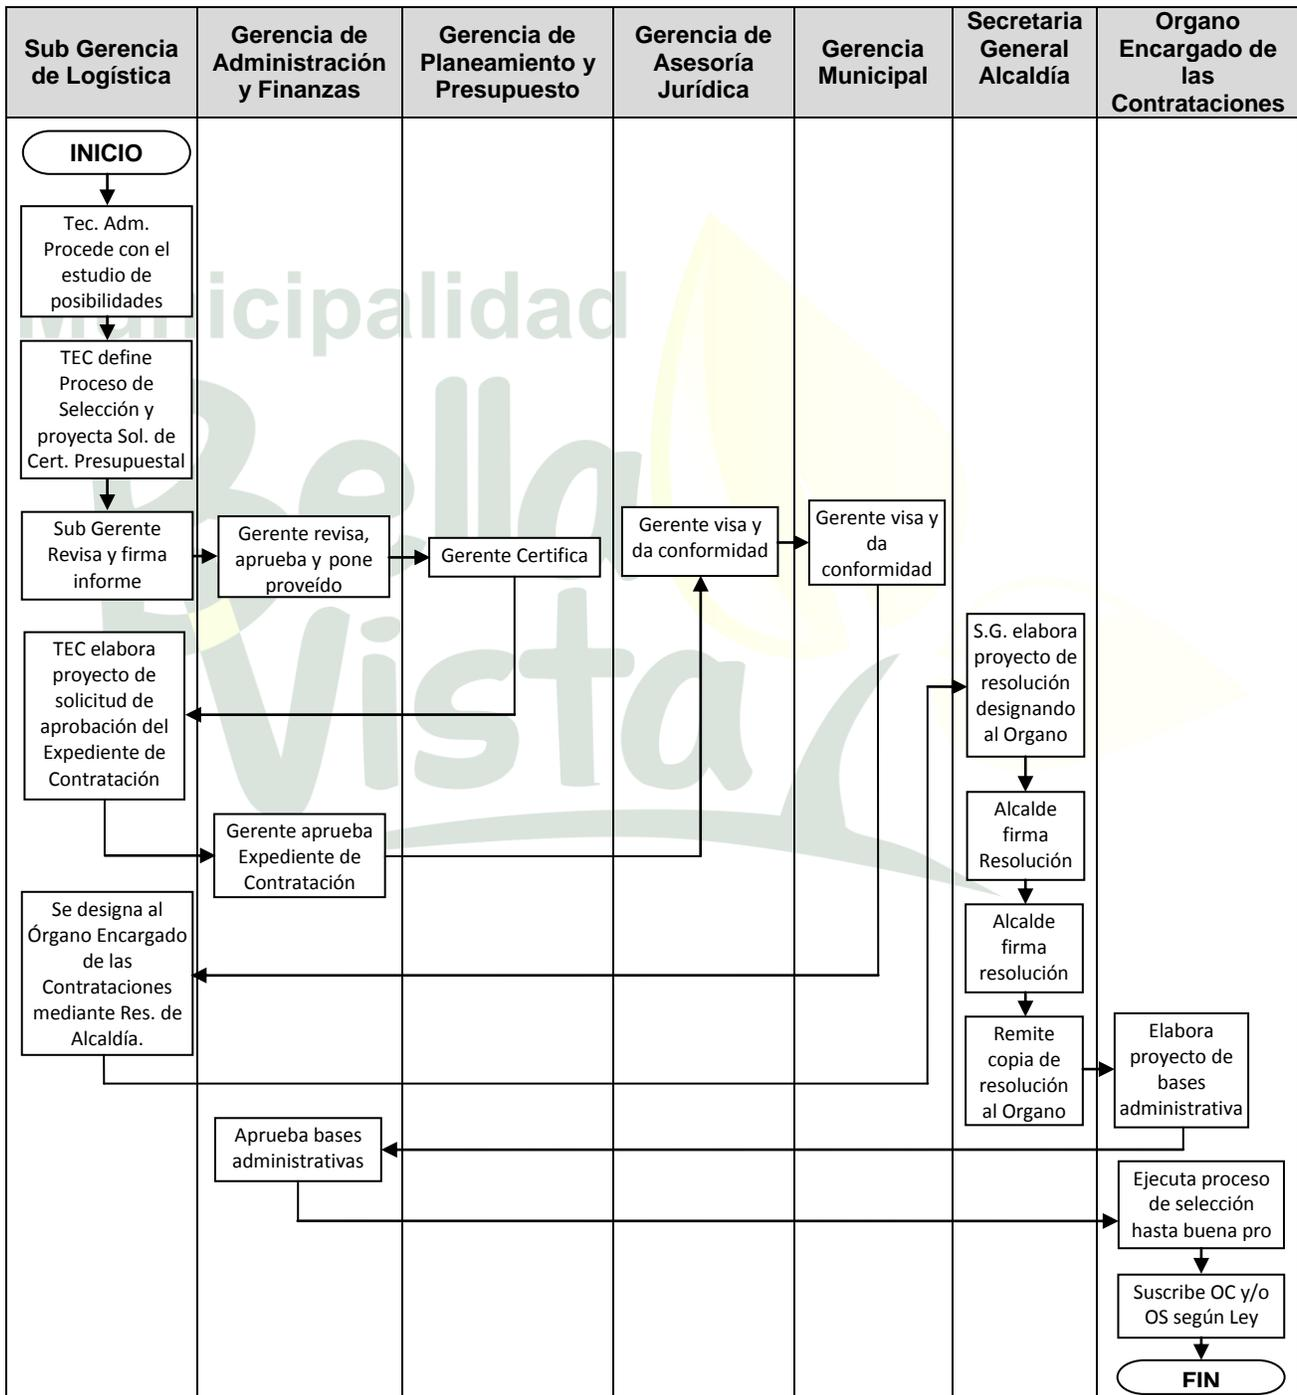 Sub Gerencia
de Logística
Gerencia de
Administración
y Finanzas
Gerencia de
Planeamiento y
Presupuesto
Gerencia de
Asesoría
Jurídica
Gerencia
Municipal
Secretaria
General
Alcaldía
Organo
Encargado de
las
Contrataciones
INICIO
Tec. Adm.
Procede con el
estudio de
posibilidades
Municipalidad
Bella
Vista
TEC define
Proceso de
Selección y
proyecta Sol. de
Cert. Presupuestal
Sub Gerente
Revisa y firma
informe
Gerente revisa,
aprueba y pone
proveído
Gerente Certifica
Gerente visa y
da conformidad
Gerente visa y
da
conformidad
TEC elabora
proyecto de
solicitud de
aprobación del
Expediente de
Contratación
S.G. elabora
proyecto de
resolución
designando
al Organo
Gerente aprueba
Expediente de
Contratación
Alcalde
firma
Resolución
Se designa al
Órgano Encargado
de las
Contrataciones
mediante Res. de
Alcaldía.
Alcalde
firma
resolución
Remite
copia de
resolución
al Organo
Elabora
proyecto de
bases
administrativa
Aprueba bases
administrativas
Ejecuta proceso
de selección
hasta buena pro
Suscribe OC y/o
OS según Ley
FIN